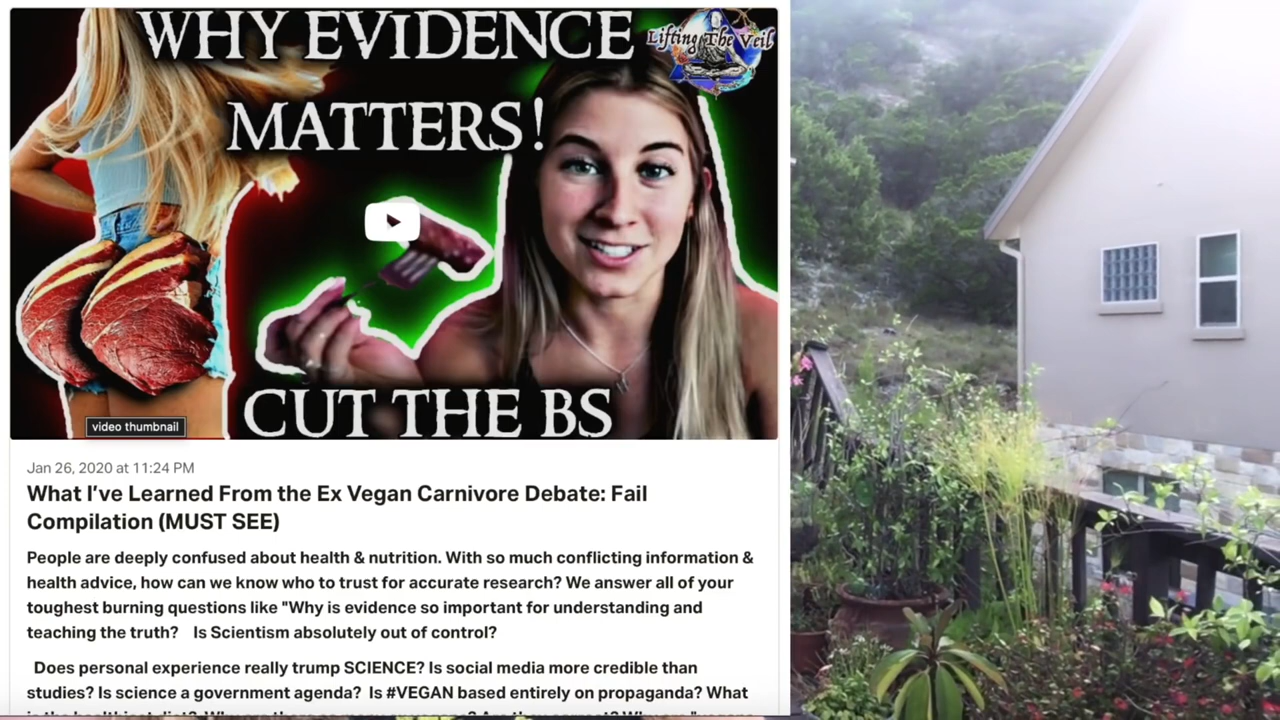 WHY EVIDENCE
Lifting The Veil
MATTERS!
CUT THE BS
video thumbnail
Jan 26, 2020 at 11:24 PM
What I've Learned From the Ex Vegan Carnivore Debate: Fail
Compilation (MUST SEE)
People are deeply confused about health & nutrition. With so much conflicting information &
health advice, how can we know who to trust for accurate research? We answer all of your
toughest burning questions like "Why is evidence so important for understanding and
teaching the truth? Is Scientism absolutely out of control?
Does personal experience really trump SCIENCE? Is social media more credible than
studies? Is science a government agenda? Is #VEGAN based entirely on propaganda? What